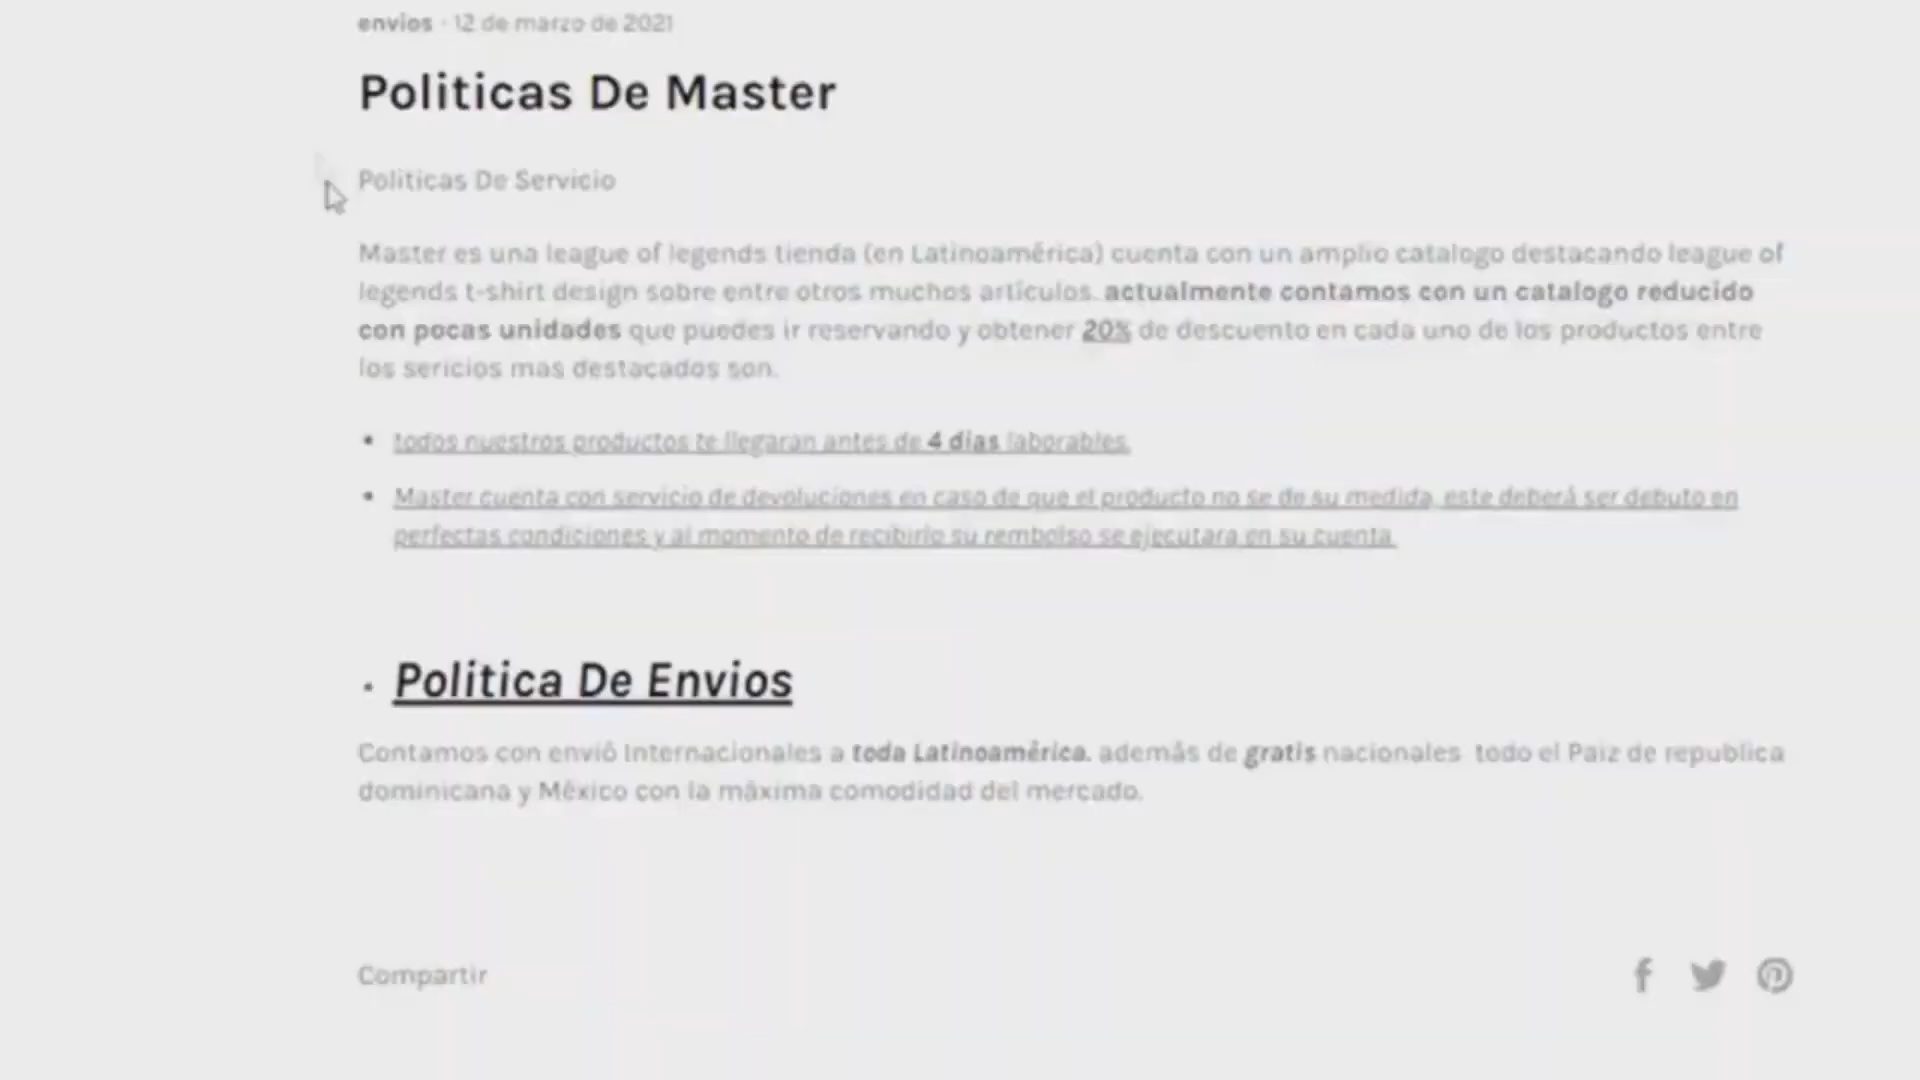 envios · 12 de marzo de 2021
Politicas De Master
Politicas De Servicio
Master es una league of legends tienda (en Latinoamérica) cuenta con un amplio catalogo destacando league of
legends t-shirt design sobre entre otros muchos artículos. actualmente contamos con un catalogo reducido
con pocas unidades que puedes ir reservando y obtener 20% de descuento en cada uno de los productos entre
los sericios mas destacados son.
• todos nuestros productos te llegaran antes de 4 dias laborables.
• Master cuenta con servicio de devoluciones en caso de que el producto no se de su medida, este deberá ser debuto en
perfectas condiciones y al momento de recibirlo su rembolso se ejecutara en su cuenta.
• Politica De Envios
Contamos con envió Internacionales a toda Latinoamérica. además de gratis nacionales todo el Paiz de republica
dominicana y México con la máxima comodidad del mercado.
Compartir